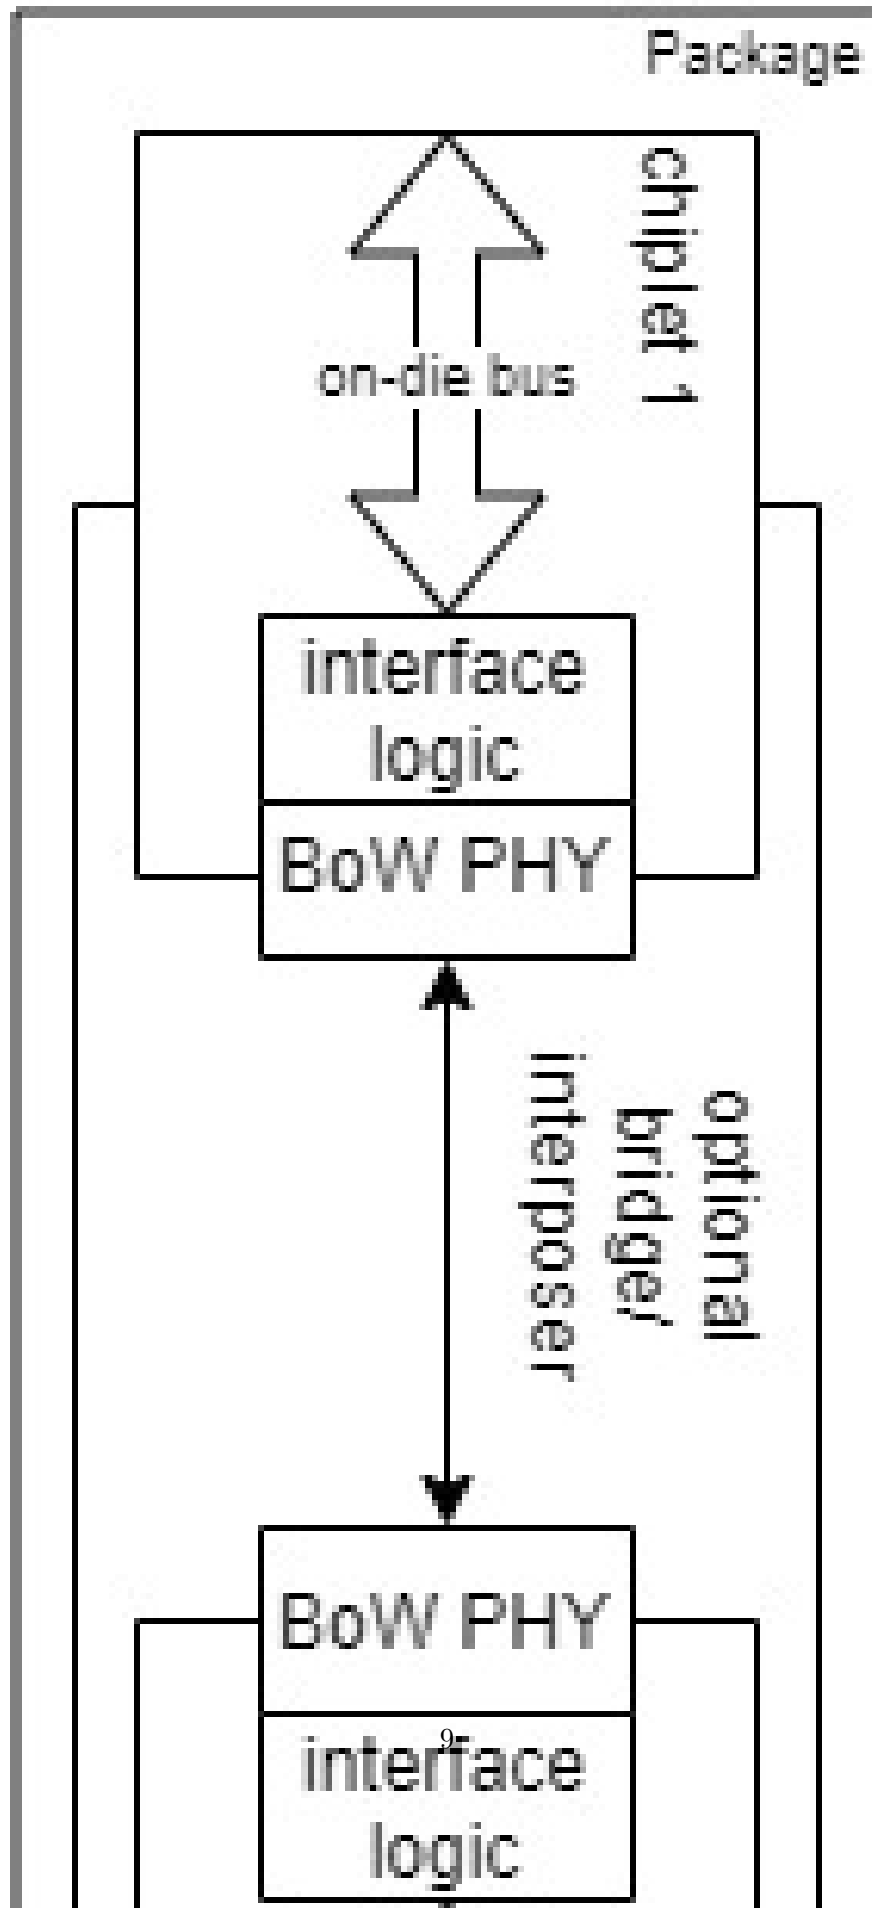 Package
chiplet 1
on-die bus
interface
logic
BoW PHY
optional
bridge/
interposer
BoW PHY
9
interface
logic